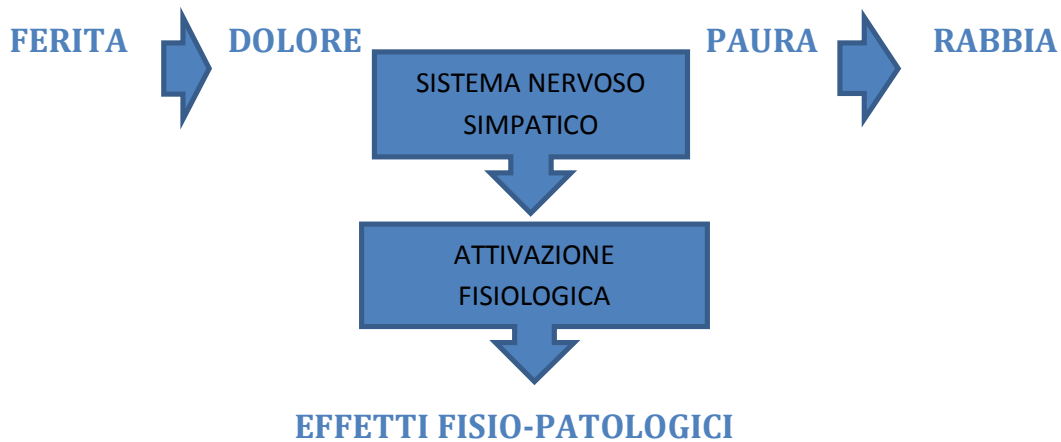 FERITA DOLORE PAURA RABBIA
SISTEMA NERVOSO
SIMPATICO
ATTIVAZIONE
FISIOLOGICA
EFFETTI FISIO-PATOLOGICI